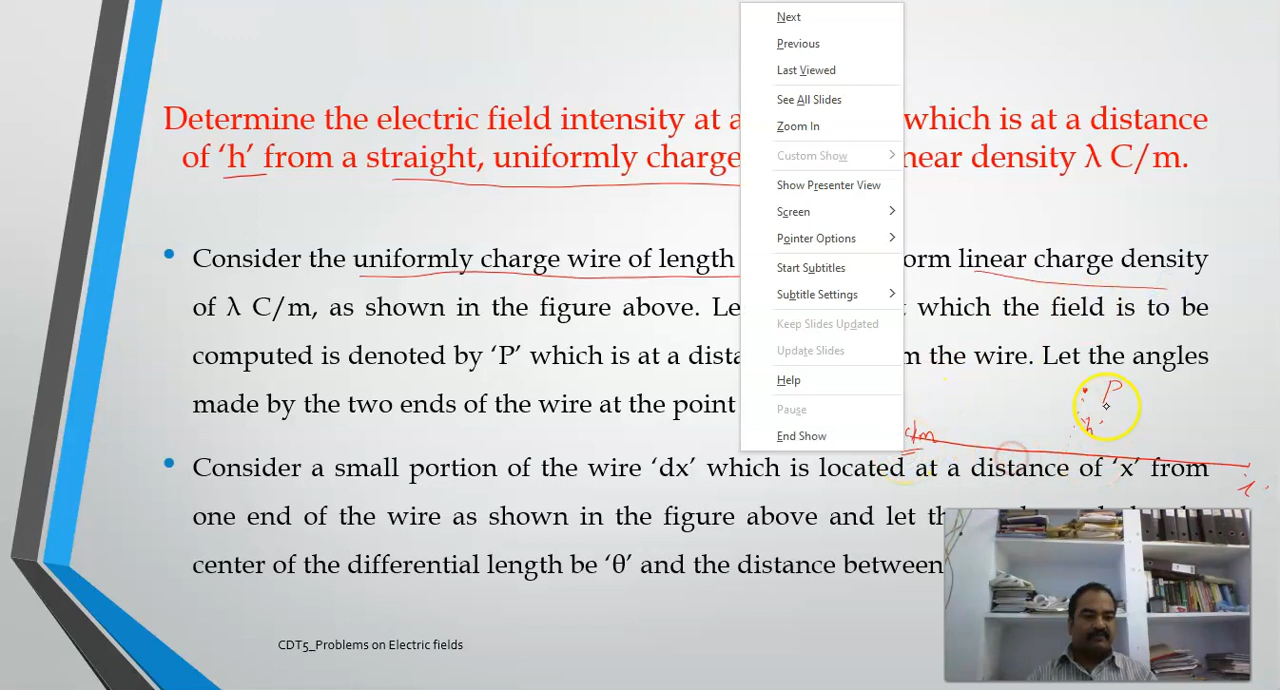 Determine the electric field intensity at a which is at a distance
of ‘h’ from a straight, uniformly charge near density λ C/m.
Consider the uniformly charge wire of length orm linear charge density
of λ C/m, as shown in the figure above. Le t which the field is to be
computed is denoted by ‘P’ which is at a dista m the wire. Let the angles
made by the two ends of the wire at the point
P
h
c/m
Consider a small portion of the wire ‘dx’ which is located at a distance of ‘x’ from
one end of the wire as shown in the figure above and let th
center of the differential length be ‘θ’ and the distance between
CDT5_Problems on Electric fields
Next
Previous
Last Viewed
See All Slides
Zoom In
Custom Show
Show Presenter View
Screen
Pointer Options
Start Subtitles
Subtitle Settings
Keep Slides Updated
Update Slides
Help
Pause
End Show